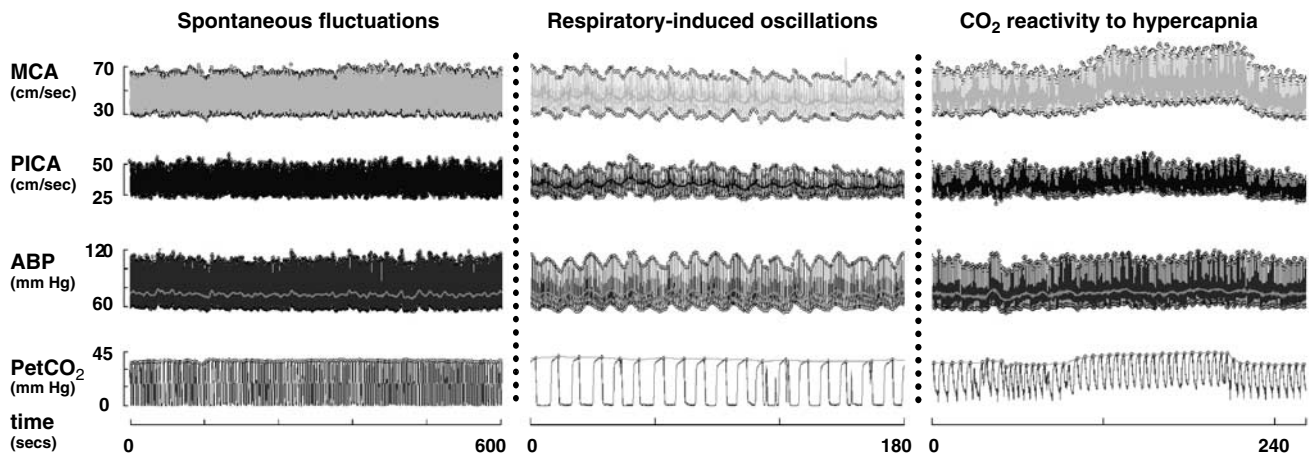 Spontaneous fluctuations
Respiratory-induced oscillations
CO₂ reactivity to hypercapnia
MCA
(cm/sec)
70
30
PICA
(cm/sec)
50
25
ABP
(mm Hg)
120
60
PetCO₂
(mm Hg)
45
0
time
(secs)
0 600 0 180 0 240